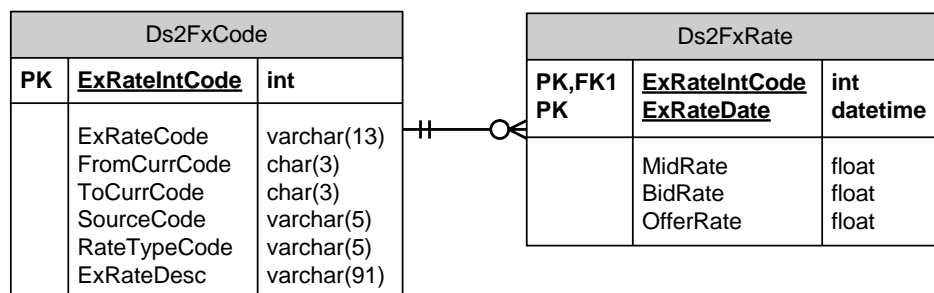 Ds2FxCode
PK ExRateIntCode int
ExRateCode varchar(13)
FromCurrCode char(3)
ToCurrCode char(3)
SourceCode varchar(5)
RateTypeCode varchar(5)
ExRateDesc varchar(91)
Ds2FxRate
PK,FK1 ExRateIntCode int
PK ExRateDate datetime
MidRate float
BidRate float
OfferRate float